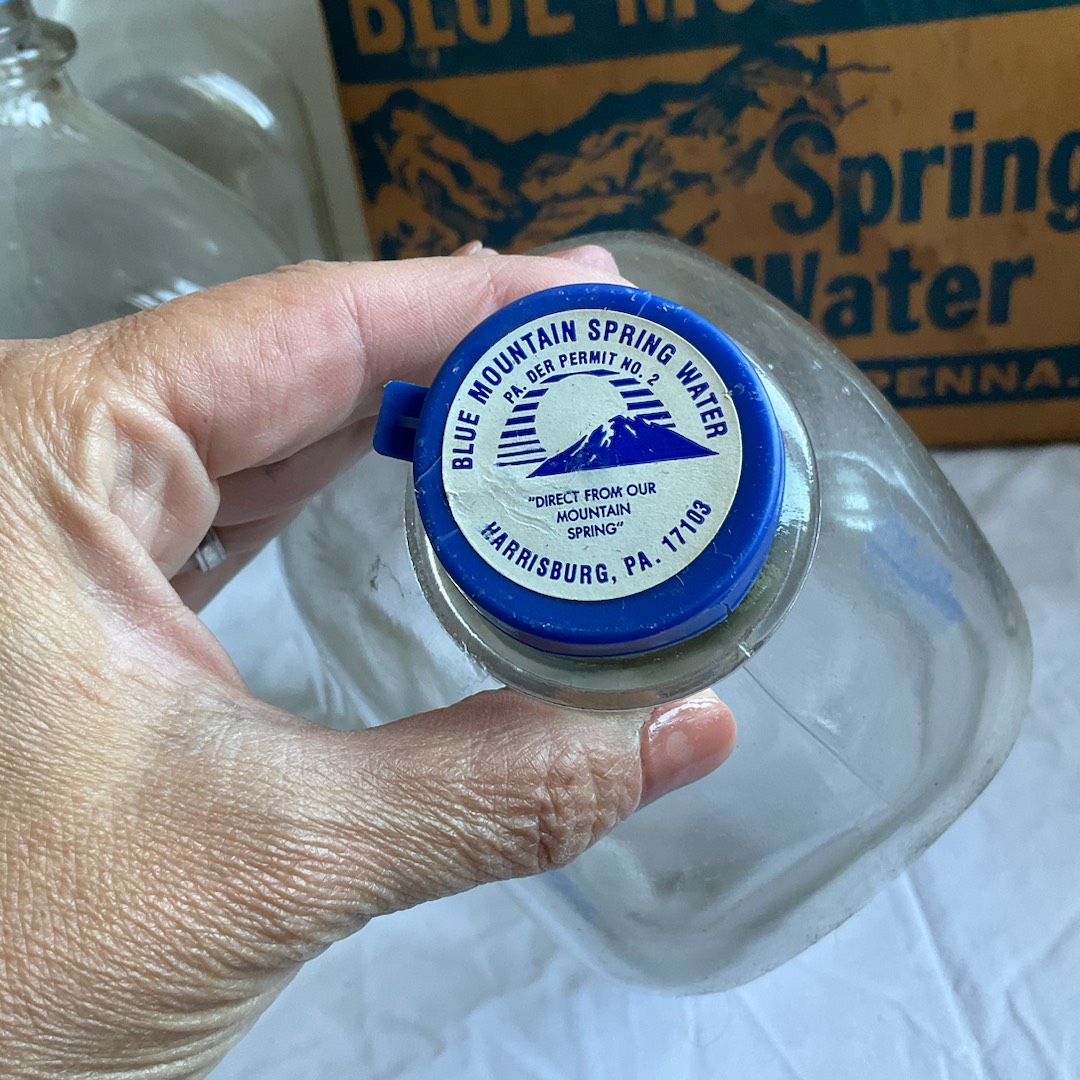 BLUE
Spring
Water
PENNA.
BLUE MOUNTAIN SPRING WATER
PA. DER PERMIT NO. 2
"DIRECT FROM OUR
MOUNTAIN
SPRING"
HARRISBURG, PA. 17103